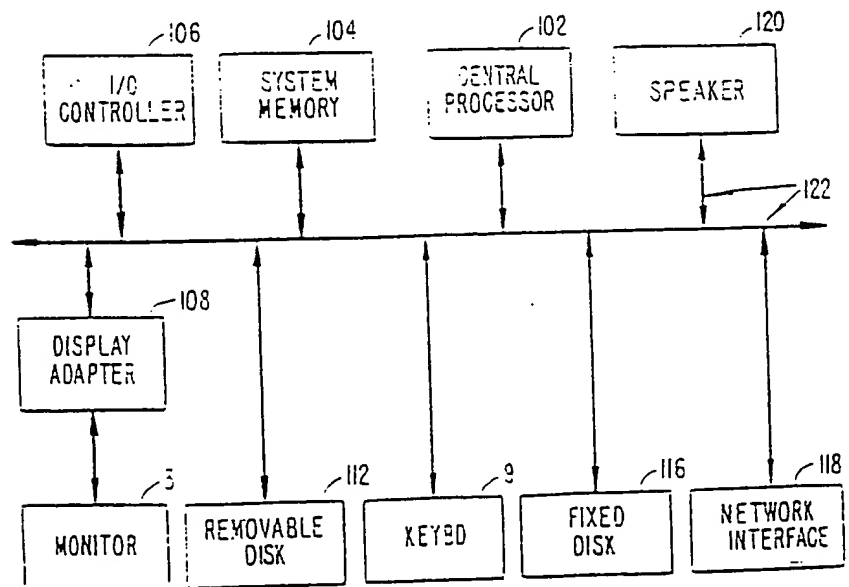 106
104
102
120
I/O
CONTROLLER
SYSTEM
MEMORY
CENTRAL
PROCESSOR
SPEAKER
122
108
DISPLAY
ADAPTER
3
112
9
116
118
MONITOR
REMOVABLE
DISK
KEYBD
FIXED
DISK
NETWORK
INTERFACE